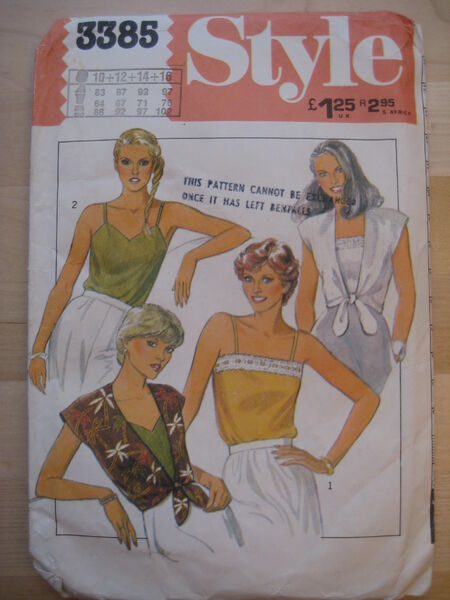 3385
Style
10+12+14+16
83 87 92 97
64 67 71 76
88 92 97 102
£1.25 R2.95
U.K. S. AFRICA
THIS PATTERN CANNOT BE EXCHANGED
ONCE IT HAS LEFT BENTALLS
2
1